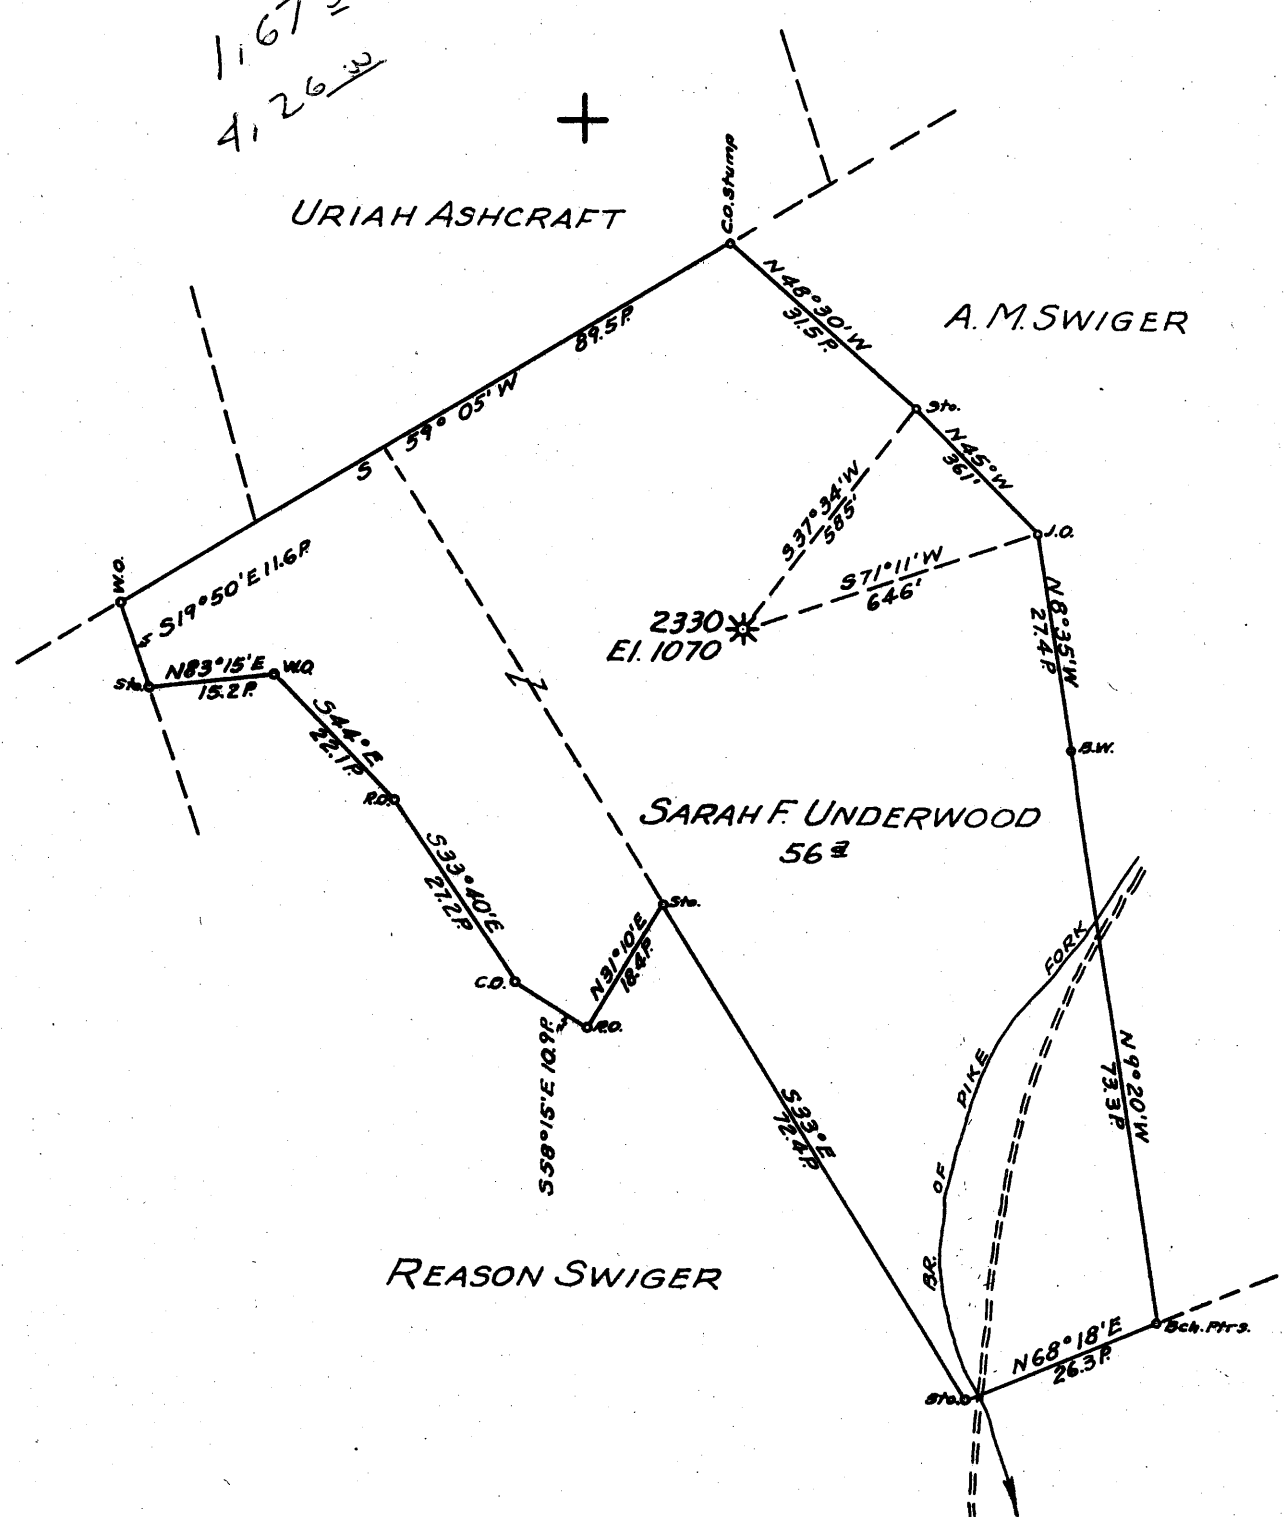 1.67 s
4.26 w
C.O. Stump
URIAH ASHCRAFT
N48°30'W
31.5P.
A.M. SWIGER
89.5P.
S 59° 05' W
Sto.
N45°W
361'
S37°34'W
585'
J.O.
S71°11'W
646'
W.O.
S19°50'E 11.6P.
2330
El. 1070
N8°35'W
27.4P.
N83°15'E
15.2P.
W.O.
Sto.
S44°E
22.1P.
R.O.
B.W.
SARAH F. UNDERWOOD
56 a
S33°40'E
27.2P.
Sto.
N31°10'E
18.4P.
C.O.
R.O.
S58°15'E 10.9P.
BR. OF PIKE FORK
N9°20'W
73.3P.
S33°E
72.4P.
REASON SWIGER
N68°18'E
26.3P.
Bch. Ptrs.
Sto.